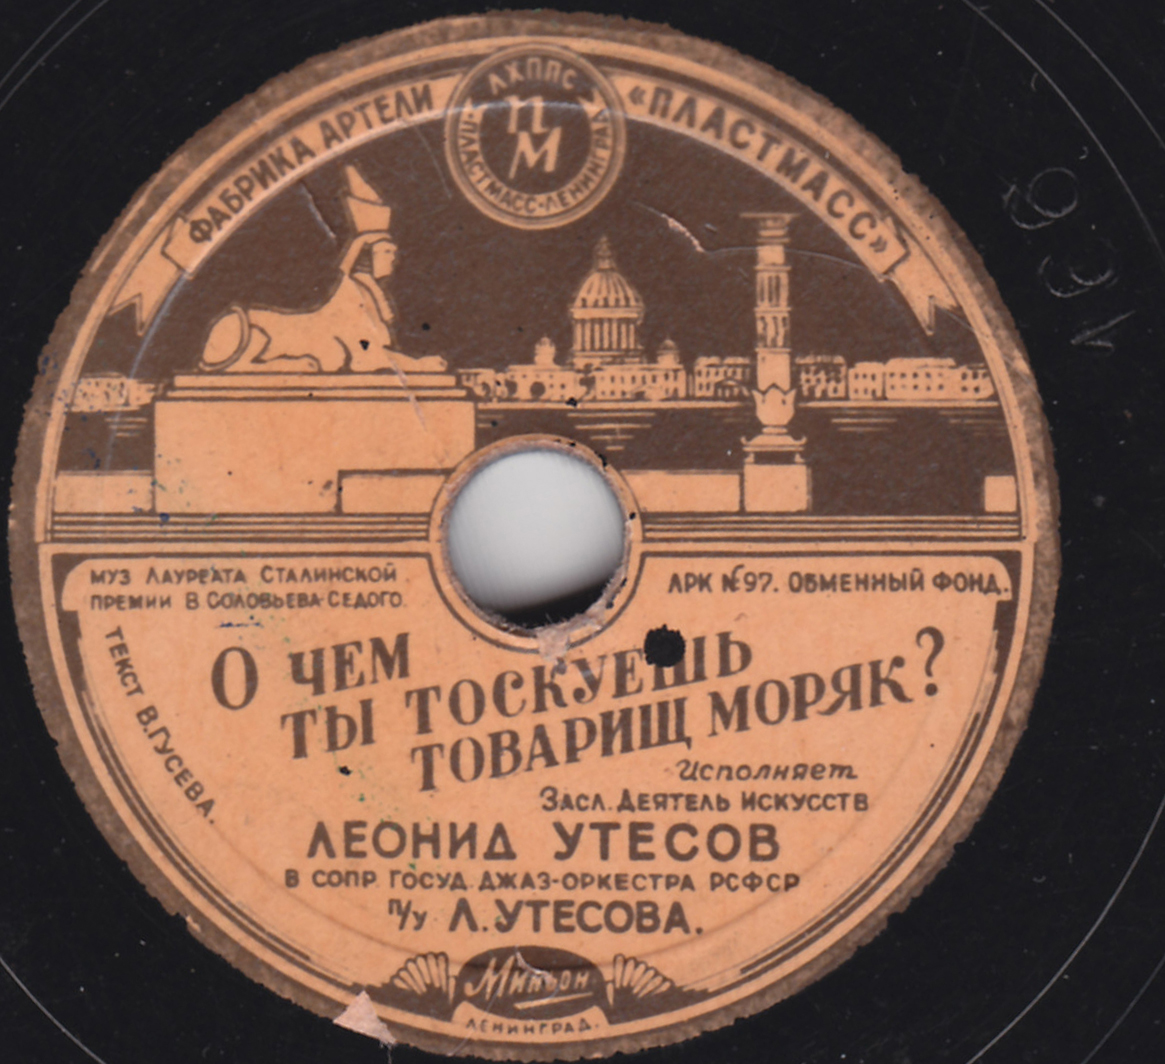 ФАБРИКА АРТЕЛИ «ПЛАСТМАСС»
ЛХППС
ПМ
ПЛАСТМАСС-ЛЕНИНГРАД
МУЗ ЛАУРЕАТА СТАЛИНСКОЙ
ПРЕМИИ В СОЛОВЬЕВА-СЕДОГО.
ЛРК №97. ОБМЕННЫЙ ФОНД.
ТЕКСТ В.ГУСЕВА.
О ЧЕМ
ТЫ ТОСКУЕШЬ
ТОВАРИЩ МОРЯК?
Исполняет
ЗАСЛ. ДЕЯТЕЛЬ ИСКУССТВ
ЛЕОНИД УТЕСОВ
В СОПР. ГОСУД. ДЖАЗ-ОРКЕСТРА РСФСР
п/у Л.УТЕСОВА.
Миньон
ЛЕНИНГРАД.